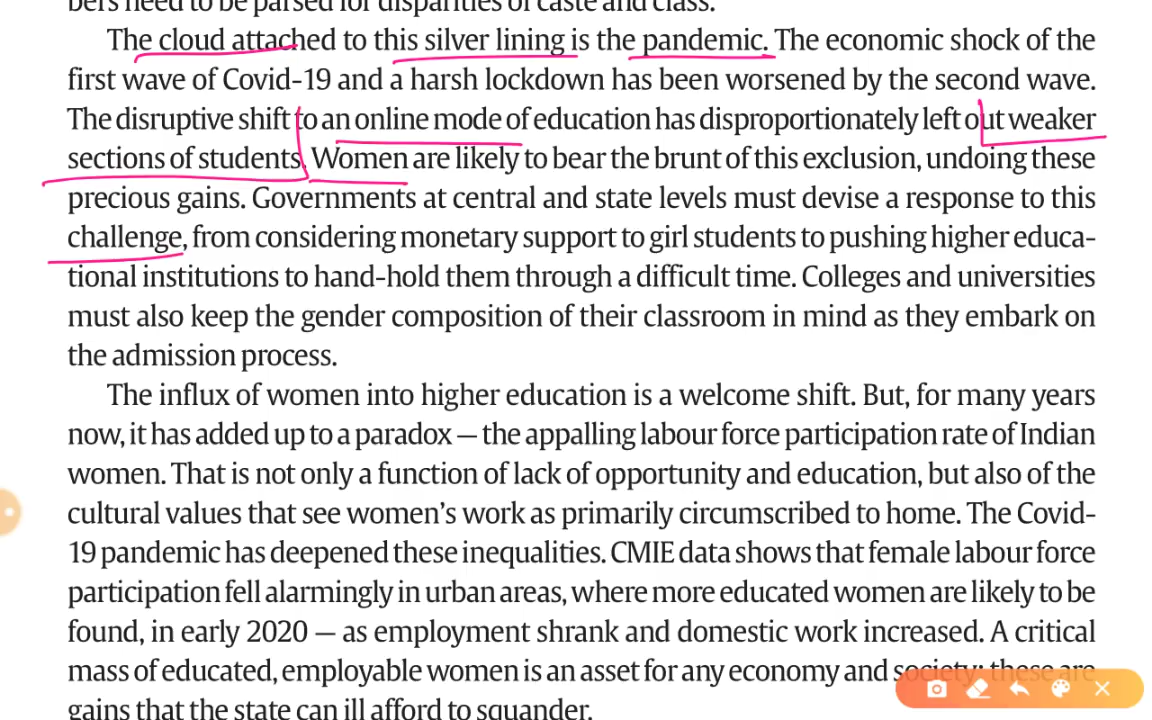 bers need to be parsed for disparities of caste and class.
The cloud attached to this silver lining is the pandemic. The economic shock of the
first wave of Covid-19 and a harsh lockdown has been worsened by the second wave.
The disruptive shift to an online mode of education has disproportionately left out weaker
sections of students. Women are likely to bear the brunt of this exclusion, undoing these
precious gains. Governments at central and state levels must devise a response to this
challenge, from considering monetary support to girl students to pushing higher educa-
tional institutions to hand-hold them through a difficult time. Colleges and universities
must also keep the gender composition of their classroom in mind as they embark on
the admission process.
The influx of women into higher education is a welcome shift. But, for many years
now, it has added up to a paradox — the appalling labour force participation rate of Indian
women. That is not only a function of lack of opportunity and education, but also of the
cultural values that see women’s work as primarily circumscribed to home. The Covid-
19 pandemic has deepened these inequalities. CMIE data shows that female labour force
participation fell alarmingly in urban areas, where more educated women are likely to be
found, in early 2020 — as employment shrank and domestic work increased. A critical
mass of educated, employable women is an asset for any economy and society; these are
gains that the state can ill afford to squander.